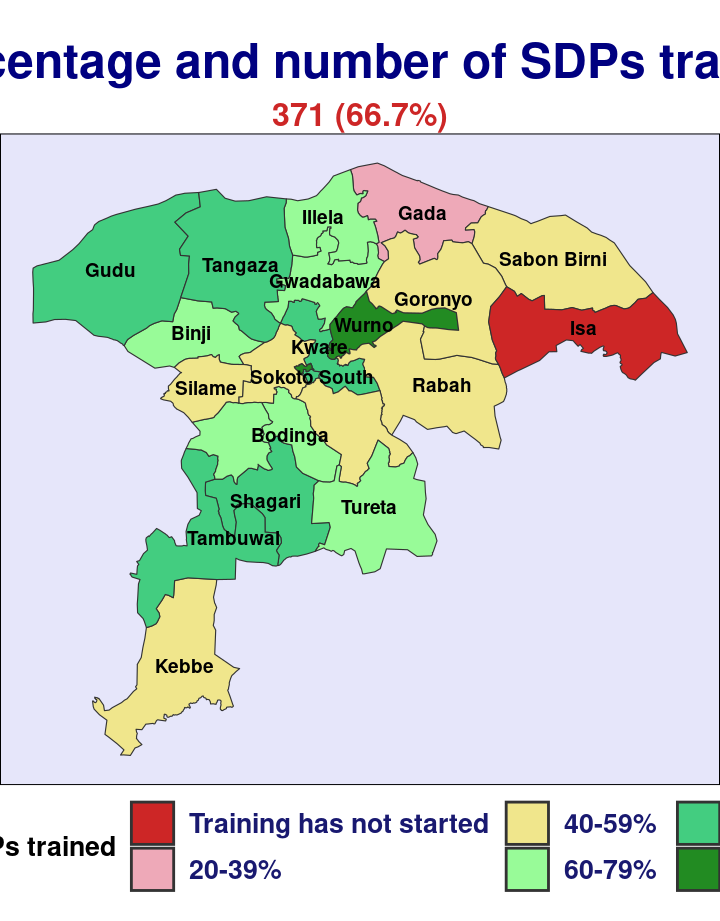 centage and number of SDPs tra
371 (66.7%)
Illela
Gada
Gudu
Tangaza
Sabon Birni
Gwadabawa
Goronyo
Binji
Wurno
Isa
Kware
Silame
Sokoto South
Rabah
Bodinga
Shagari
Tureta
Tambuwal
Kebbe
Ps trained
Training has not started
40-59%
20-39%
60-79%